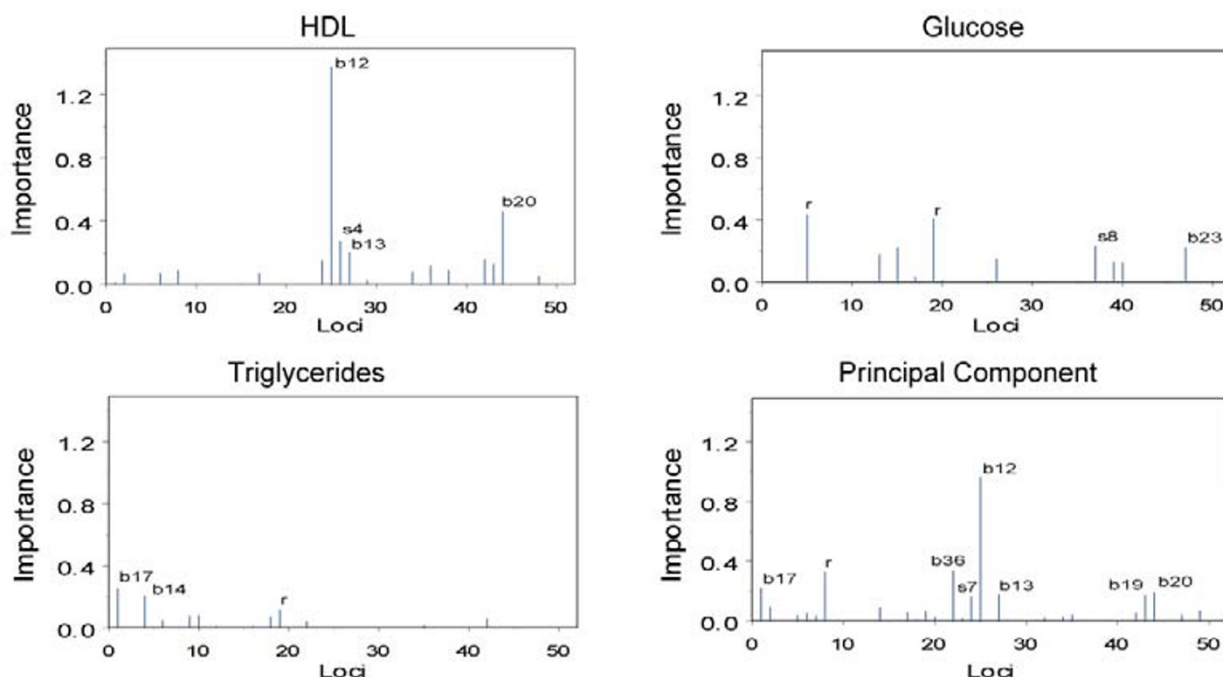 HDL
Importance
1.2
0.8
0.4
0.0
b12
s4
b13
b20
0 10 20 30 40 50
Loci
Glucose
Importance
1.2
0.8
0.4
0.0
r
r
s8
b23
0 10 20 30 40 50
Loci
Triglycerides
Importance
1.2
0.8
0.4
0.0
b17
b14
r
0 10 20 30 40 50
Loci
Principal Component
Importance
1.2
0.8
0.4
0.0
b17
r
b36
s7
b12
b13
b19
b20
0 10 20 30 40 50
Loci